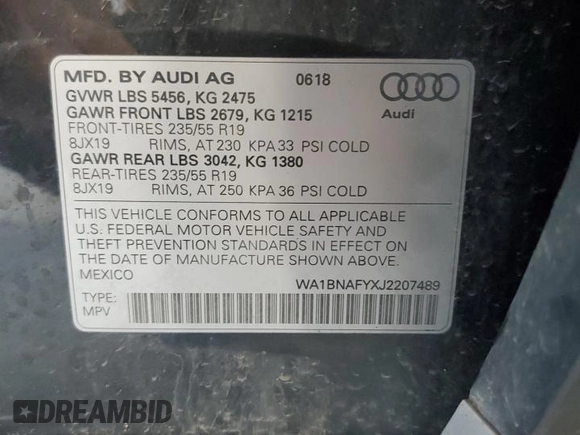 MFD. BY AUDI AG 0618
GVWR LBS 5456, KG 2475
GAWR FRONT LBS 2679, KG 1215
FRONT-TIRES 235/55 R19
8JX19 RIMS, AT 230 KPA 33 PSI COLD
GAWR REAR LBS 3042, KG 1380
REAR-TIRES 235/55 R19
8JX19 RIMS, AT 250 KPA 36 PSI COLD
Audi
THIS VEHICLE CONFORMS TO ALL APPLICABLE
U.S. FEDERAL MOTOR VEHICLE SAFETY AND
THEFT PREVENTION STANDARDS IN EFFECT ON
THE DATE OF MANUFACTURE SHOWN ABOVE.
MEXICO WA1BNAFYXJ2207489
TYPE:
MPV
DREAMBID